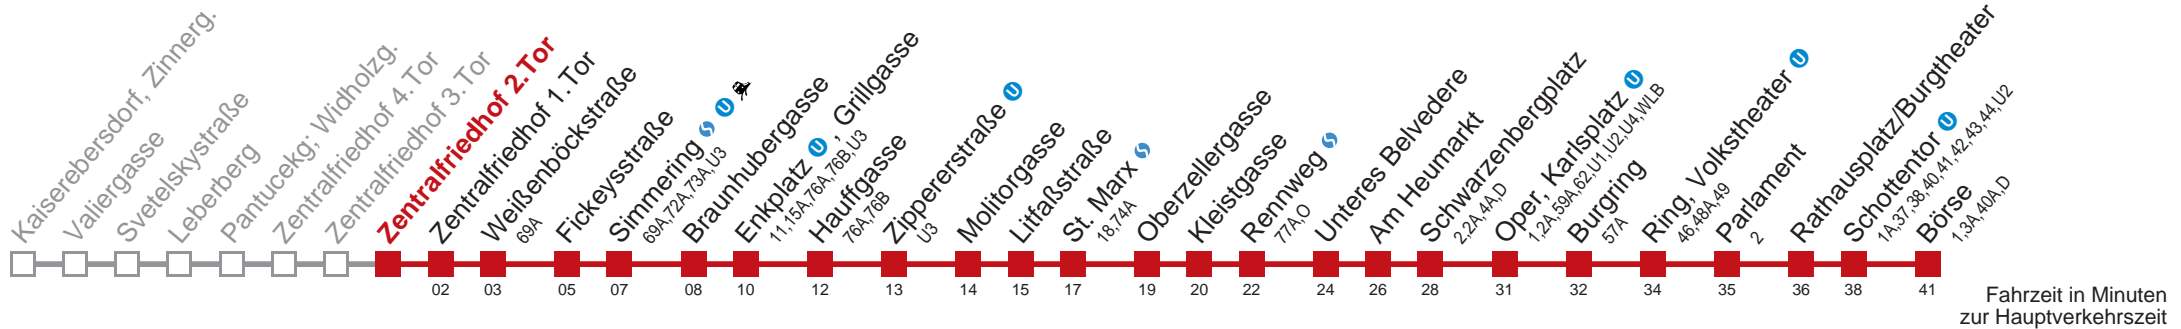 Kaiserebersdorf, Zinnerg.
Valiergasse
Svetelskystraße
Leberberg
Pantucekg; Widholzg.
Zentralfriedhof 4.Tor
Zentralfriedhof 3.Tor
Zentralfriedhof 2.Tor
Zentralfriedhof 1.Tor
02
Weißenböckstraße
69A
03
Fickeysstraße
05
Simmering S U
69A,72A,73A,U3
07
Braunhubergasse
08
Enkplatz U , Grillgasse
11,15A,76A,76B,U3
10
Hauffgasse
76A,76B
12
Zippererstraße U
U3
13
Molitorgasse
14
Litfaßstraße
15
St. Marx S
18,74A
17
Oberzellergasse
19
Kleistgasse
20
Rennweg S
77A,O
22
Unteres Belvedere
24
Am Heumarkt
26
Schwarzenbergplatz
2,2A,4A,D
28
Oper, Karlsplatz U
1,2A,59A,62,U1,U2,U4,WLB
31
Burgring
57A
32
Ring, Volkstheater U
46,48A,49
34
Parlament
2
35
Rathausplatz/Burgtheater
36
Schottentor U
1A,37,38,40,41,42,43,44,U2
38
Börse
1,3A,40A,D
41
Fahrzeit in Minuten
zur Hauptverkehrszeit